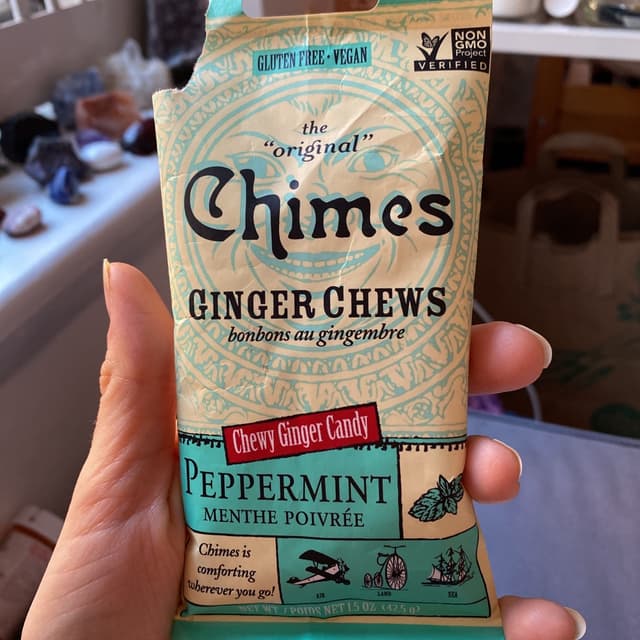 GLUTEN FREE • VEGAN
NON
GMO
Project
VERIFIED
the
"original"
Chimes
GINGER CHEWS
bonbons au gingembre
Chewy Ginger Candy
PEPPERMINT
MENTHE POIVRÉE
Chimes is
comforting
wherever you go!
AIR
LAND
SEA
NET WT / POIDS NET 1.5 OZ (42.5 g)